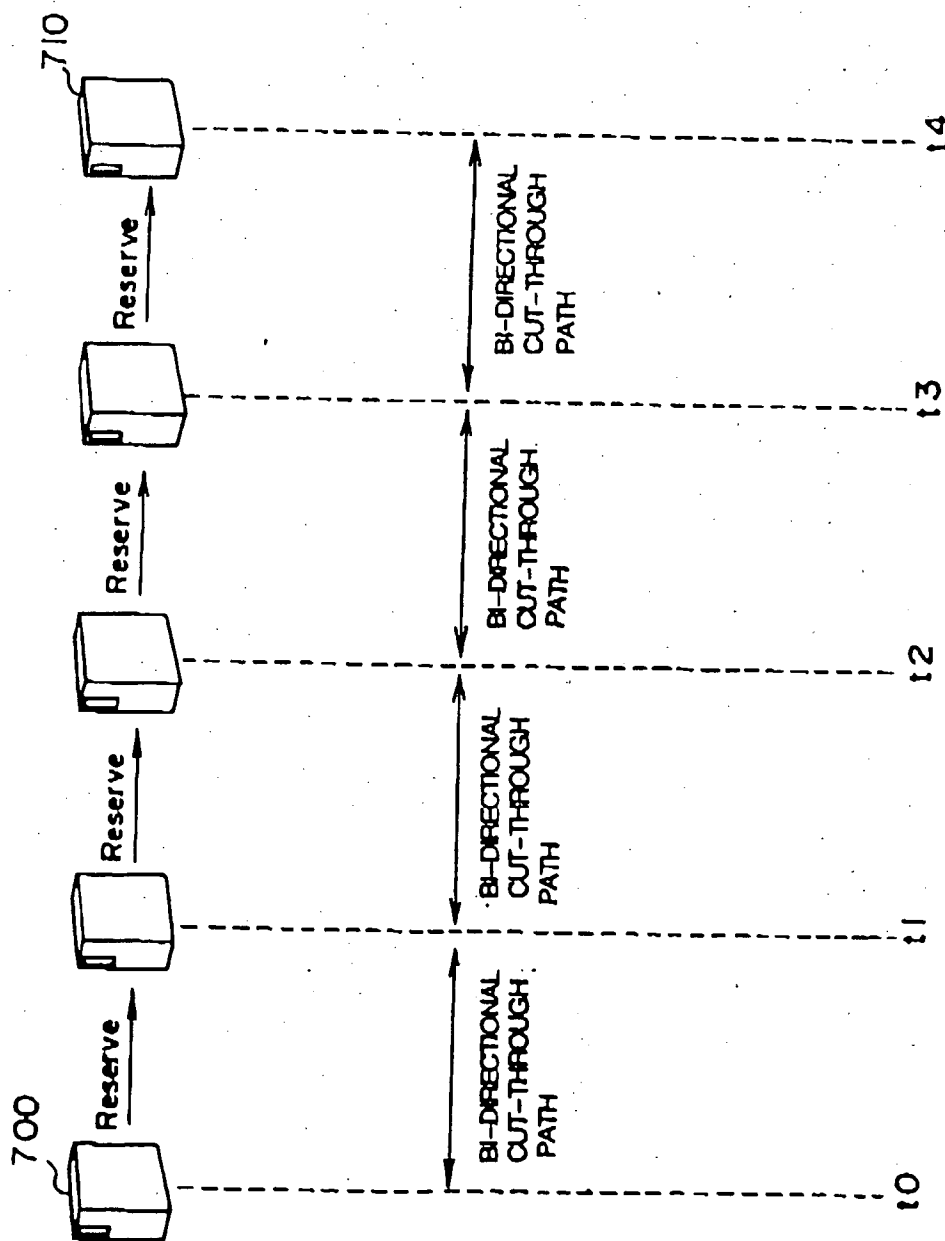 700
710
Reserve
Reserve
Reserve
Reserve
BI-DIRECTIONAL
CUT-THROUGH
PATH
BI-DIRECTIONAL
CUT-THROUGH
PATH
BI-DIRECTIONAL
CUT-THROUGH
PATH
BI-DIRECTIONAL
CUT-THROUGH
PATH
t0
t1
t2
t3
t4